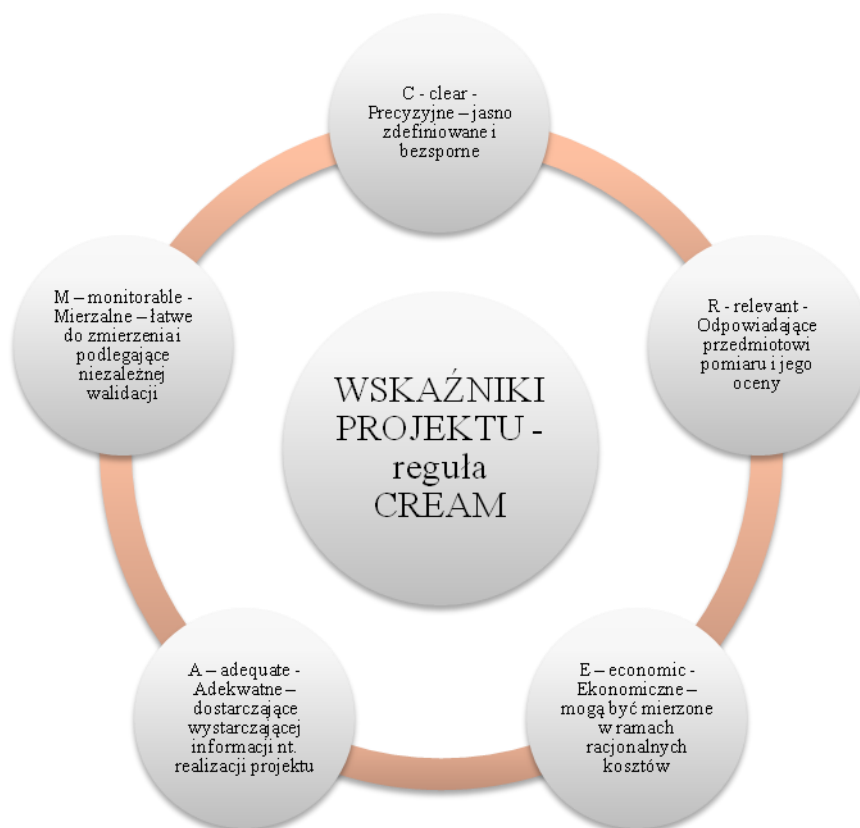 C - clear -
Precyzyjne – jasno
zdefiniowane i
bezsporne
R - relevant -
Odpowiadające
przedmiotowi
pomiaru i jego
oceny
E – economic -
Ekonomiczne –
mogą być mierzone
w ramach
racjonalnych
kosztów
A – adequate -
Adekwatne –
dostarczające
wystarczającej
informacji nt.
realizacji projektu
M – monitorable -
Mierzalne – łatwe
do zmierzenia i
podlegające
niezależnej
walidacji
WSKAŹNIKI
PROJEKTU -
reguła
CREAM